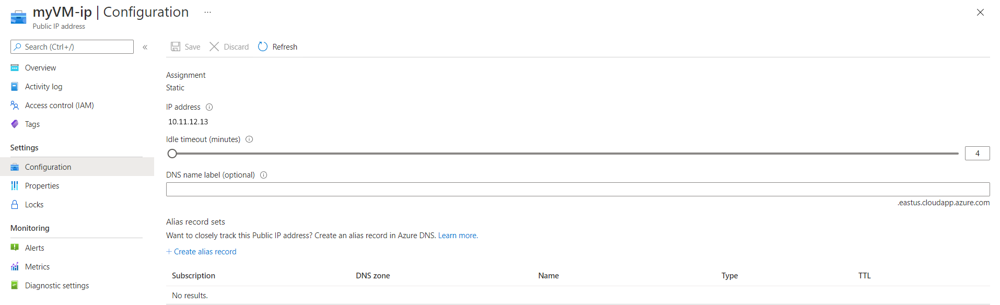 myVM-ip | Configuration ...
Public IP address
Search (Ctrl+/)
«
Overview
Activity log
Access control (IAM)
Tags
Settings
Configuration
Properties
Locks
Monitoring
Alerts
Metrics
Diagnostic settings
Save Discard Refresh
Assignment
Static
IP address
10.11.12.13
Idle timeout (minutes)
4
DNS name label (optional)
.eastus.cloudapp.azure.com
Alias record sets
Want to closely track this Public IP address? Create an alias record in Azure DNS. Learn more.
+ Create alias record
Subscription DNS zone Name Type TTL
No results.